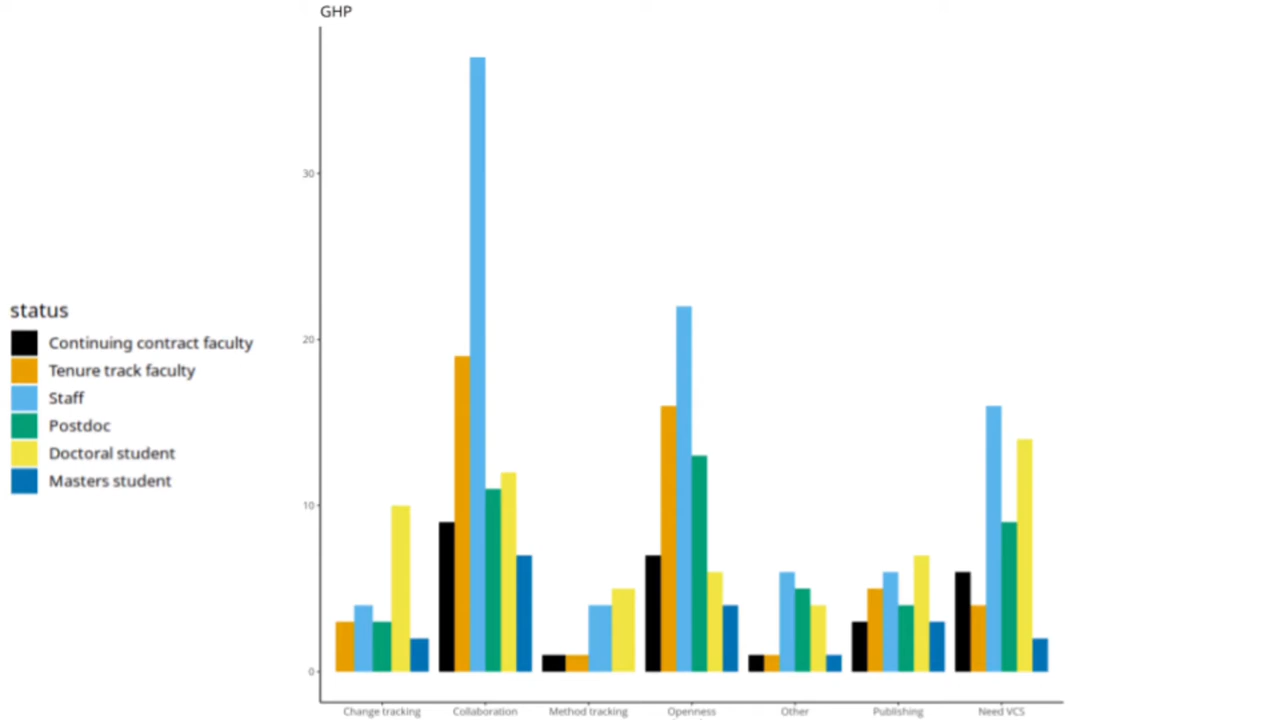 GHP
30
20
10
0
status
Continuing contract faculty
Tenure track faculty
Staff
Postdoc
Doctoral student
Masters student
Change tracking Collaboration Method tracking Openness Other Publishing Need VCS